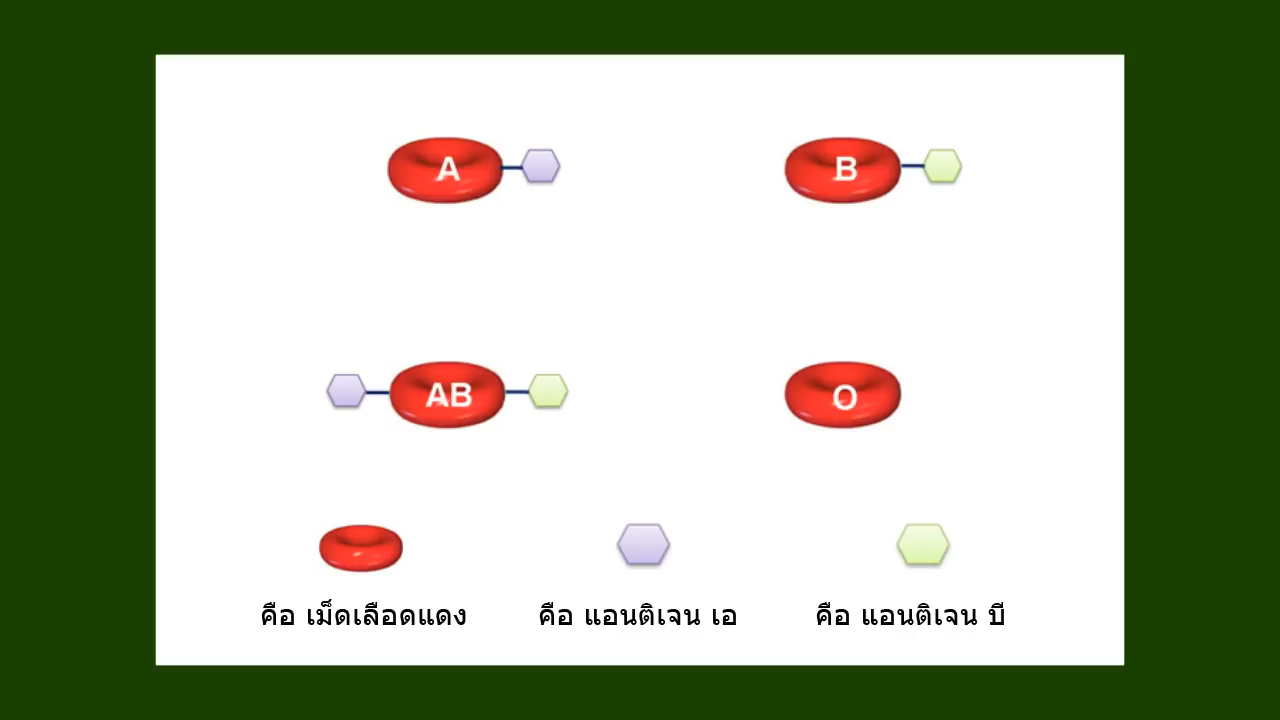 A
B
AB
O
คือ เม็ดเลือดแดง
คือ แอนติเจน เอ
คือ แอนติเจน บี